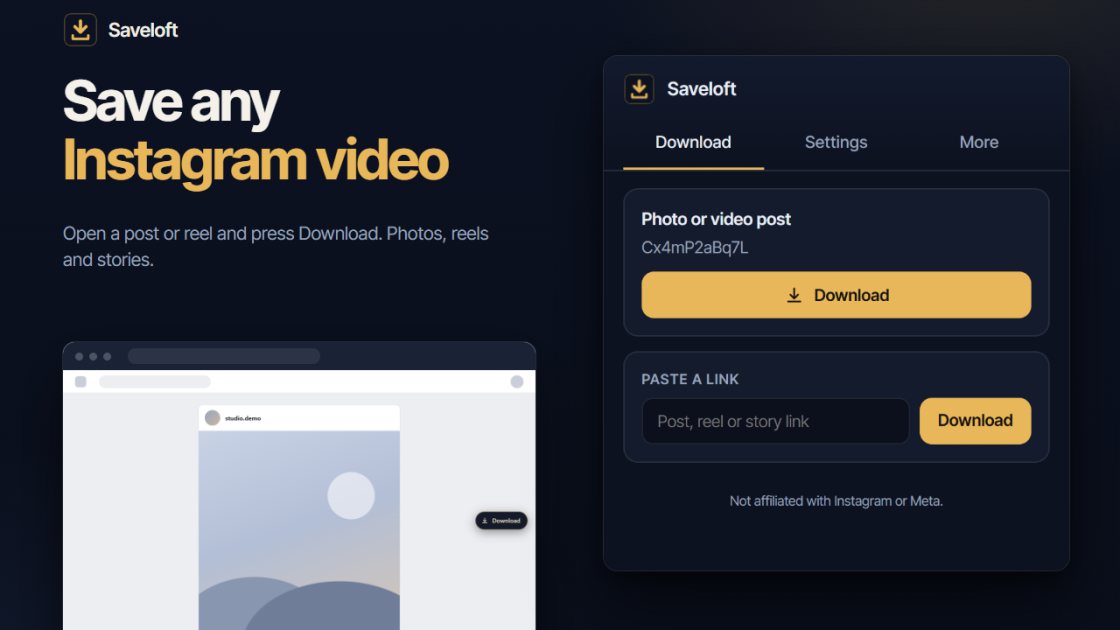 Saveloft
Save any
Instagram video
Open a post or reel and press Download. Photos, reels
and stories.
studio.demo
Download
Saveloft
Download
Settings
More
Photo or video post
Cx4mP2aBq7L
Download
PASTE A LINK
Post, reel or story link
Download
Not affiliated with Instagram or Meta.